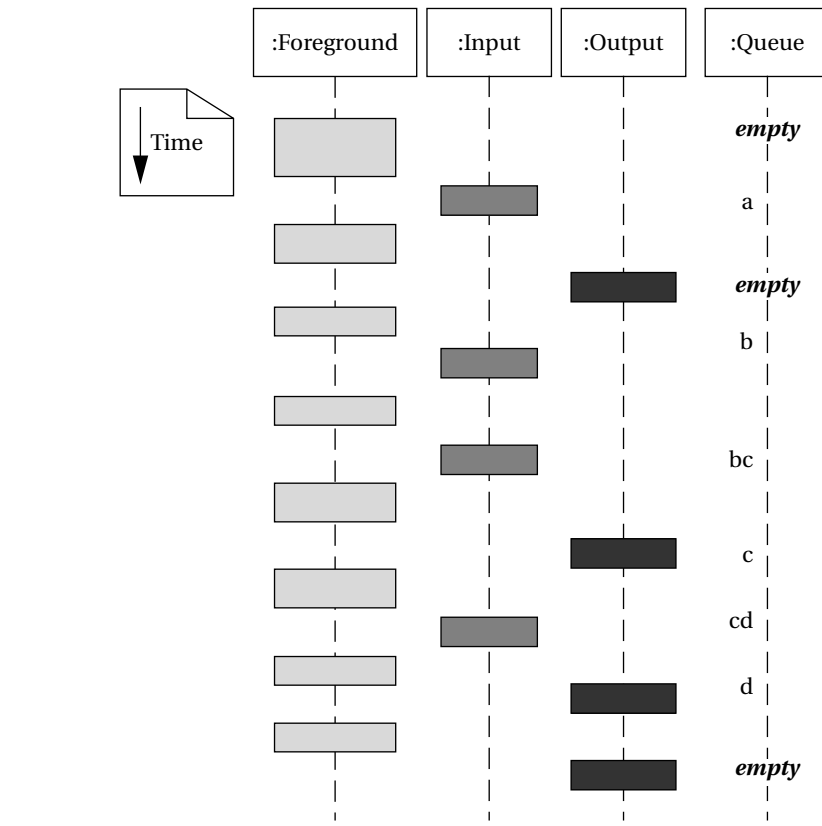 :Foreground :Input :Output :Queue
Time
empty
a
empty
b
bc
c
cd
d
empty